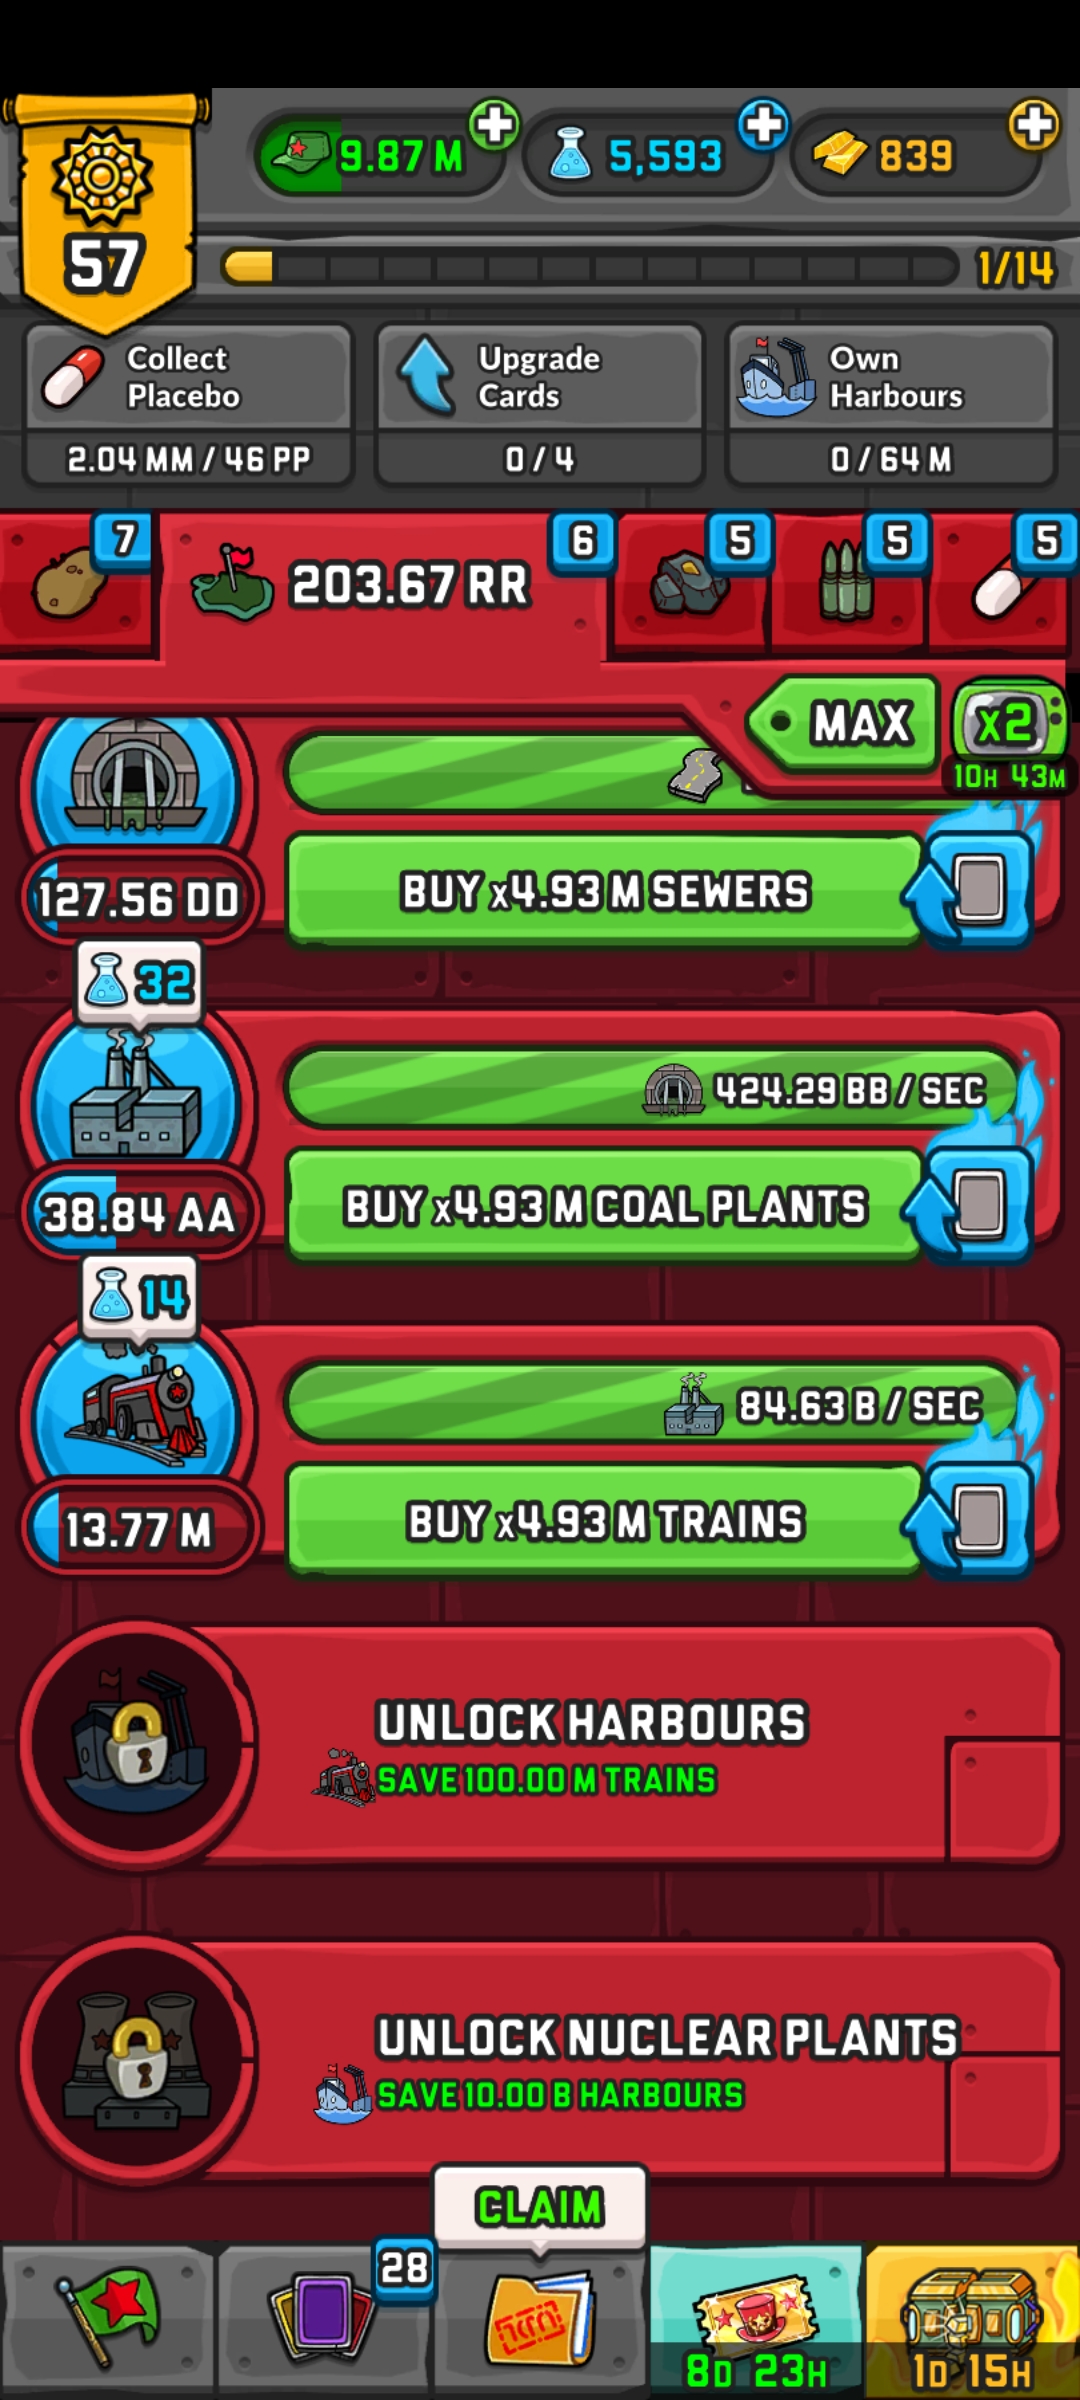 9.87 M
5,593
839
57
1/14
Collect
Placebo
2.04 MM / 46 PP
Upgrade
Cards
0 / 4
Own
Harbours
0 / 64 M
7
203.67 RR
6
5
5
5
MAX
x2
10H 43M
127.56 DD
BUY x4.93 M SEWERS
32
424.29 BB / SEC
38.84 AA
BUY x4.93 M COAL PLANTS
14
84.63 B / SEC
13.77 M
BUY x4.93 M TRAINS
UNLOCK HARBOURS
SAVE 100.00 M TRAINS
UNLOCK NUCLEAR PLANTS
SAVE 10.00 B HARBOURS
CLAIM
28
8D 23H
1D 15H